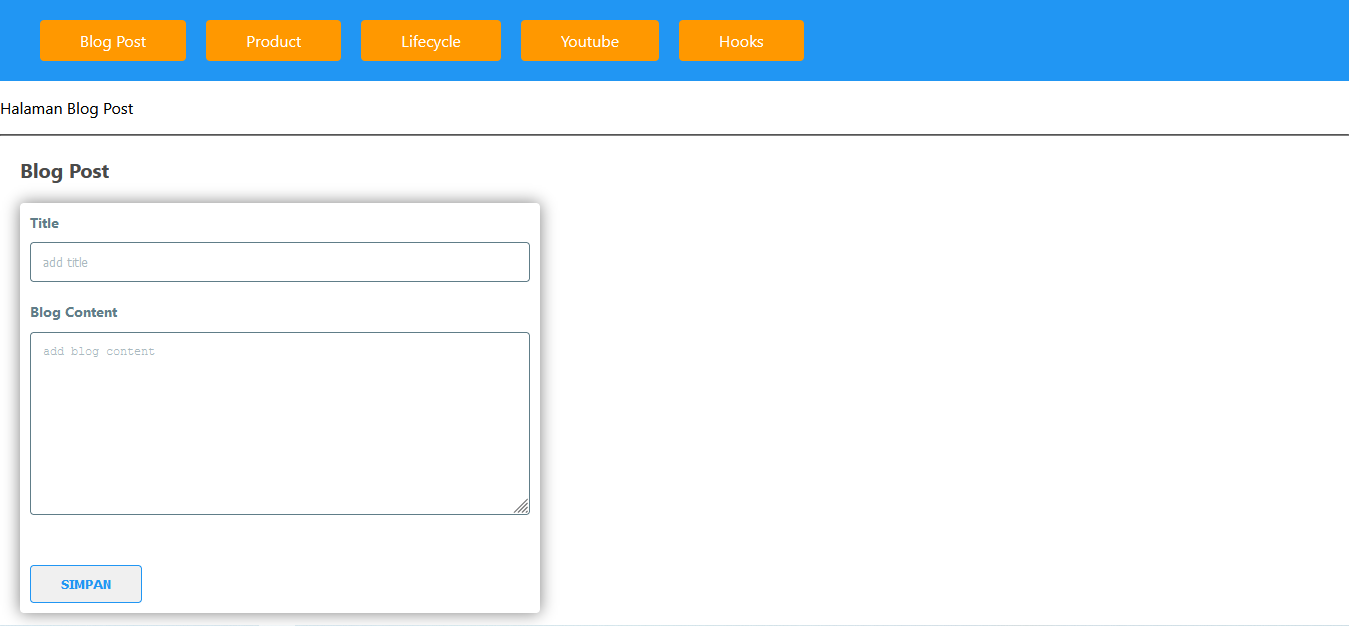 Blog Post Product Lifecycle Youtube Hooks
Halaman Blog Post
Blog Post
Title
add title
Blog Content
add blog content
SIMPAN